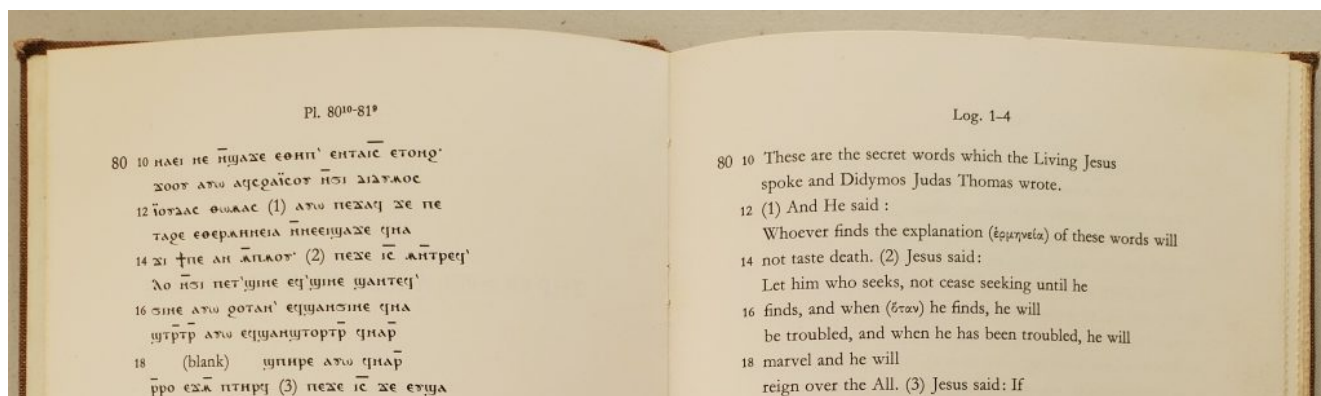 Pl. 80¹⁰-81⁹
80 10 ⲛⲁⲉⲓ ⲛⲉ ⲛ̄ϣⲁϫⲉ ⲉⲑⲏⲡ' ⲉⲛⲧⲁⲓ̅ⲥ̅ ⲉⲧⲟⲛϩ·
ϫⲟⲟⲩ ⲁⲩⲱ ⲁϥⲥϩⲁⲓ̈ⲥⲟⲩ ⲛ̄ϭⲓ ⲇⲓⲇⲩⲙⲟⲥ
12 ⲓ̈ⲟⲩⲇⲁⲥ ⲑⲱⲙⲁⲥ (1) ⲁⲩⲱ ⲡⲉϫⲁϥ ϫⲉ ⲡⲉ
ⲧⲁϩⲉ ⲉⲑⲉⲣⲙⲏⲛⲉⲓⲁ ⲛ̄ⲛⲉⲉⲓϣⲁϫⲉ ϥⲛⲁ
14 ϫⲓ ϯⲡⲉ ⲁⲛ ⲙ̄ⲡⲙⲟⲩ· (2) ⲡⲉϫⲉ ⲓ̅ⲥ̅ ⲙⲛ̄ⲧⲣⲉϥ'
ⲗⲟ ⲛ̄ϭⲓ ⲡⲉⲧ'ϣⲓⲛⲉ ⲉϥ'ϣⲓⲛⲉ ϣⲁⲛⲧⲉϥ'
16 ϭⲓⲛⲉ ⲁⲩⲱ ϩⲟⲧⲁⲛ' ⲉϥϣⲁⲛϭⲓⲛⲉ ϥⲛⲁ
ϣⲧⲣ̄ⲧⲣ̄ ⲁⲩⲱ ⲉϥϣⲁⲛϣⲧⲟⲣⲧⲣ̄ ϥⲛⲁⲣ̄
18 (blank) ϣⲡⲏⲣⲉ ⲁⲩⲱ ϥⲛⲁⲣ̄
ⲣ̄ⲣⲟ ⲉϫⲙ̄ ⲡⲧⲏⲣϥ (3) ⲡⲉϫⲉ ⲓ̅ⲥ̅ ϫⲉ ⲉⲩϣⲁ
Log. 1–4
80 10 These are the secret words which the Living Jesus
spoke and Didymos Judas Thomas wrote.
12 (1) And He said :
Whoever finds the explanation (ἑρμηνεία) of these words will
14 not taste death. (2) Jesus said:
Let him who seeks, not cease seeking until he
16 finds, and when (ὅταν) he finds, he will
be troubled, and when he has been troubled, he will
18 marvel and he will
reign over the All. (3) Jesus said: If